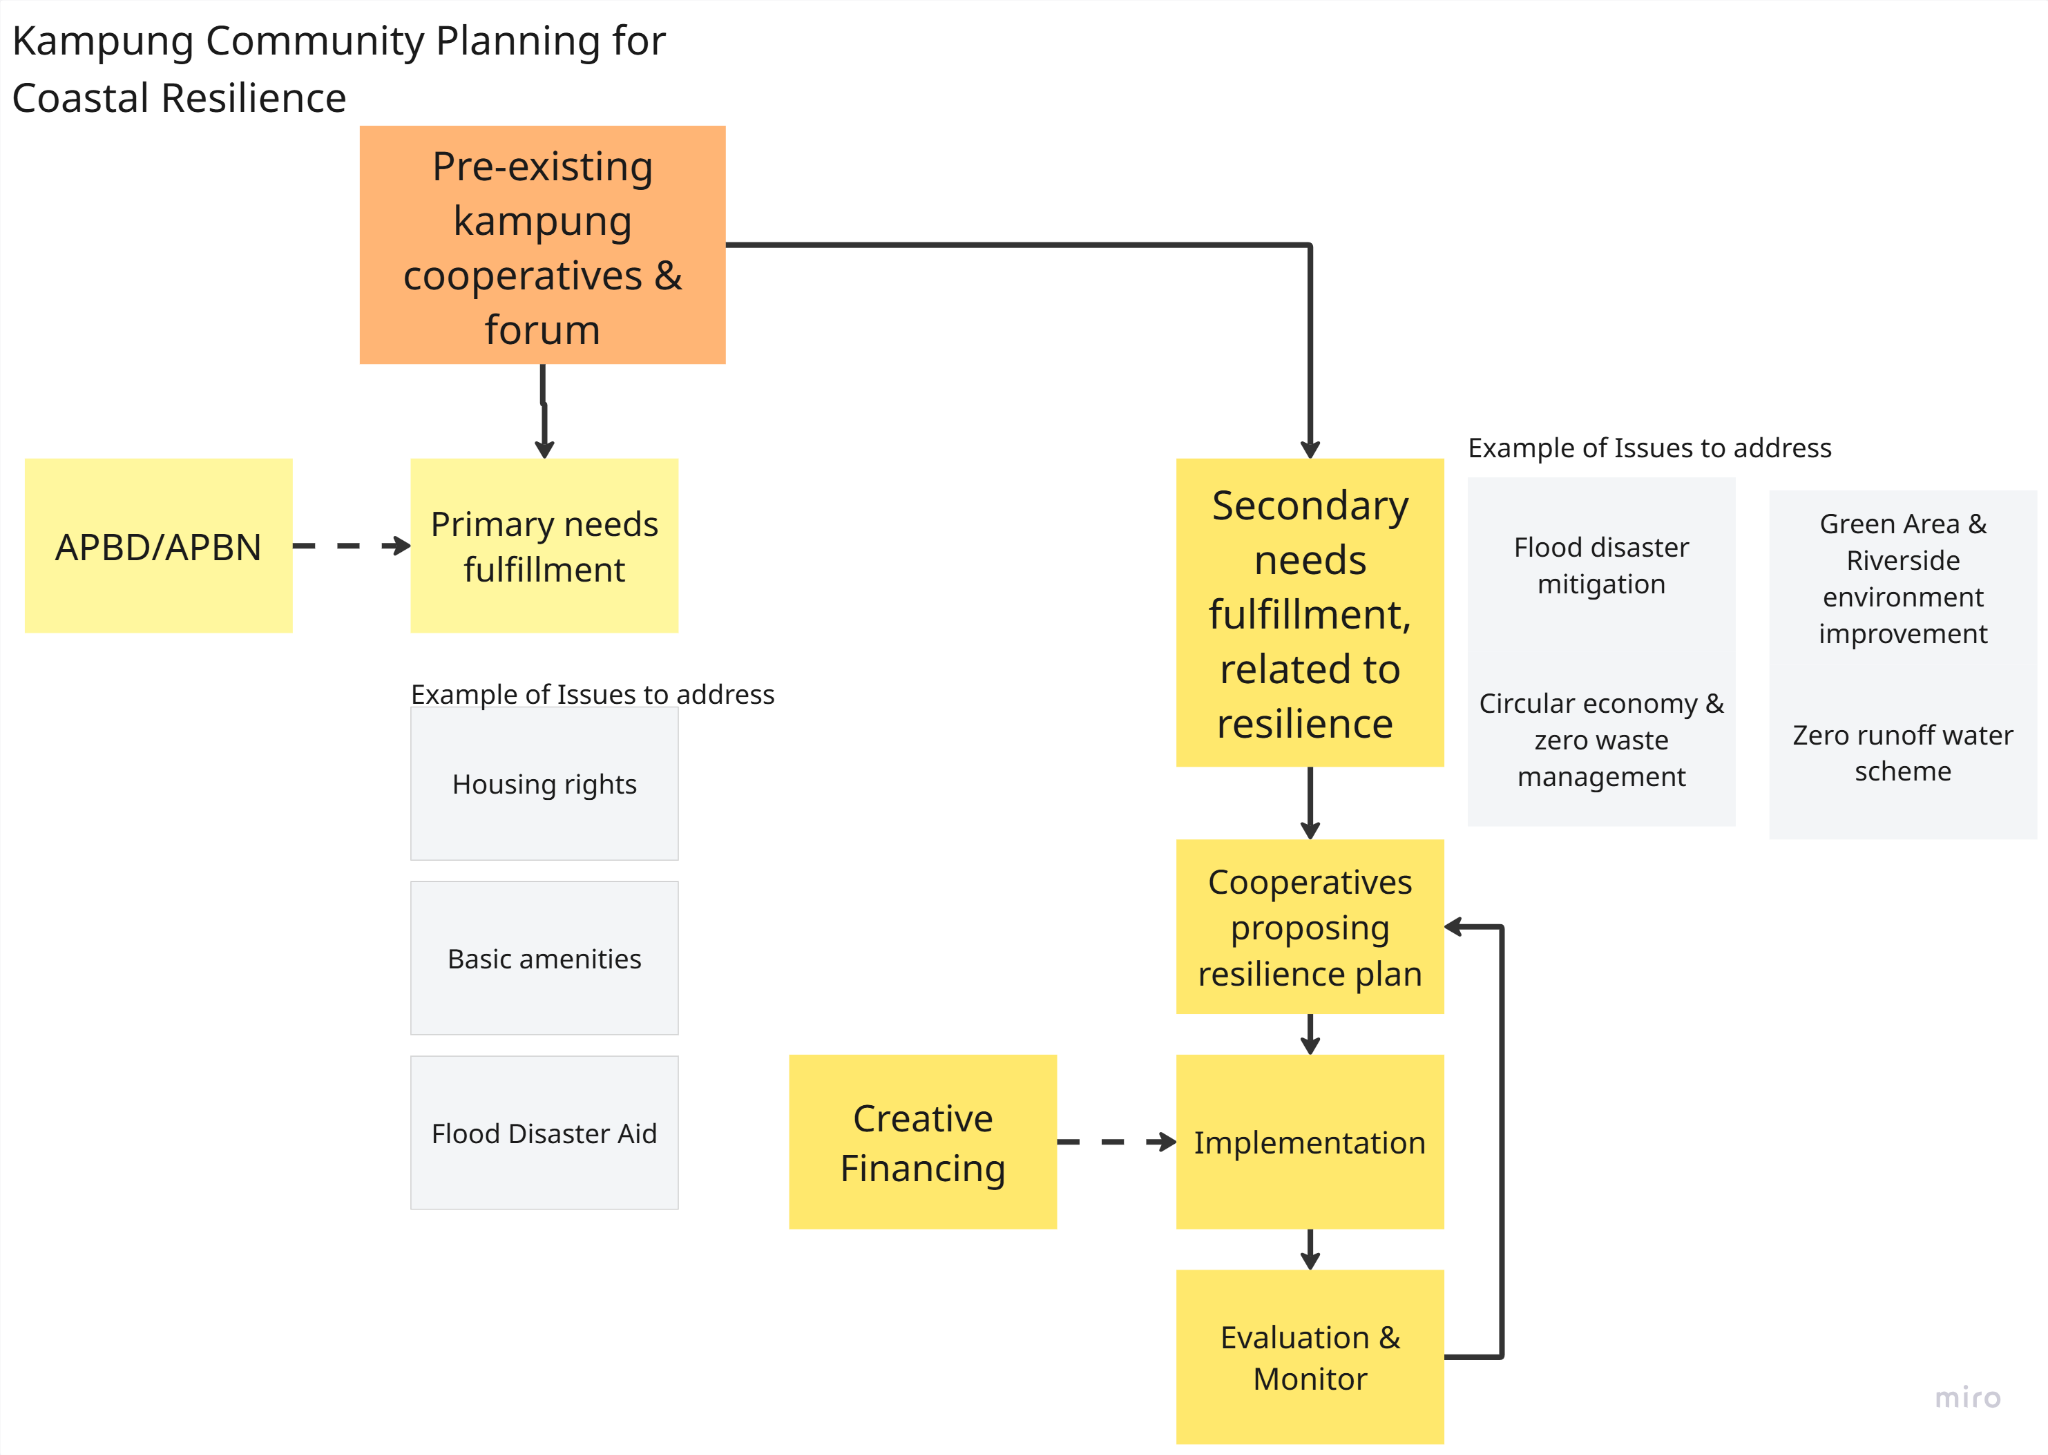 Kampung Community Planning for
Coastal Resilience
Pre-existing
kampung
cooperatives &
forum
APBD/APBN
Primary needs
fulfillment
Example of Issues to address
Housing rights
Basic amenities
Flood Disaster Aid
Secondary
needs
fulfillment,
related to
resilience
Example of Issues to address
Flood disaster
mitigation
Circular economy &
zero waste
management
Green Area &
Riverside
environment
improvement
Zero runoff water
scheme
Cooperatives
proposing
resilience plan
Creative
Financing
Implementation
Evaluation &
Monitor
miro